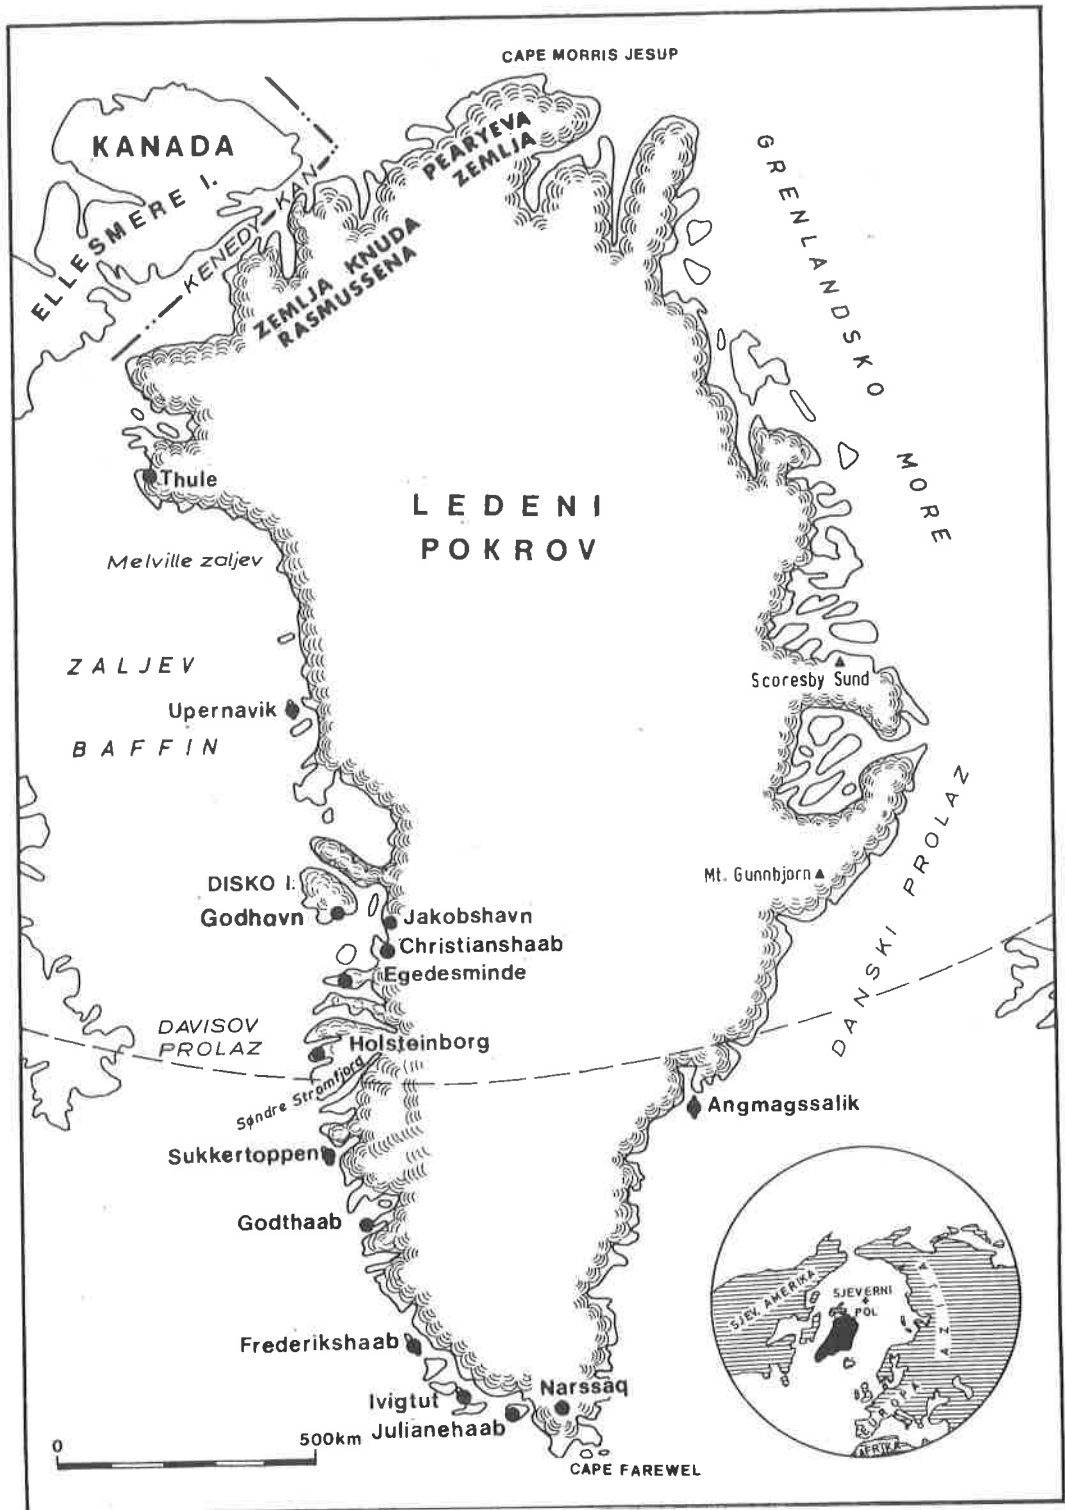 CAPE MORRIS JESUP
KANADA
PEARYEVA
ZEMLJA
GRENLANDSKO MORE
ELLESMERE I.
KENEDY KAN
ZEMLJA KNUDA
RASMUSSENA
Thule
LEDENI
POKROV
Melville zaljev
ZALJEV
Scoresby Sund
Upernavik
BAFFIN
DANSKI PROLAZ
Mt. Gunnbjorn
DISKO I.
Godhavn
Jakobshavn
Christianshaab
Egedesminde
DAVISOV
PROLAZ
Holsteinborg
Søndre Strømfjord
Angmagssalik
Sukkertoppen
Godthaab
SJEV. AMERIKA
SJEVERNI
POL
AZIJA
EUROPA
AFRIKA
Frederikshaab
Narssaq
Ivigtut
Julianehaab
0
500km
CAPE FAREWEL